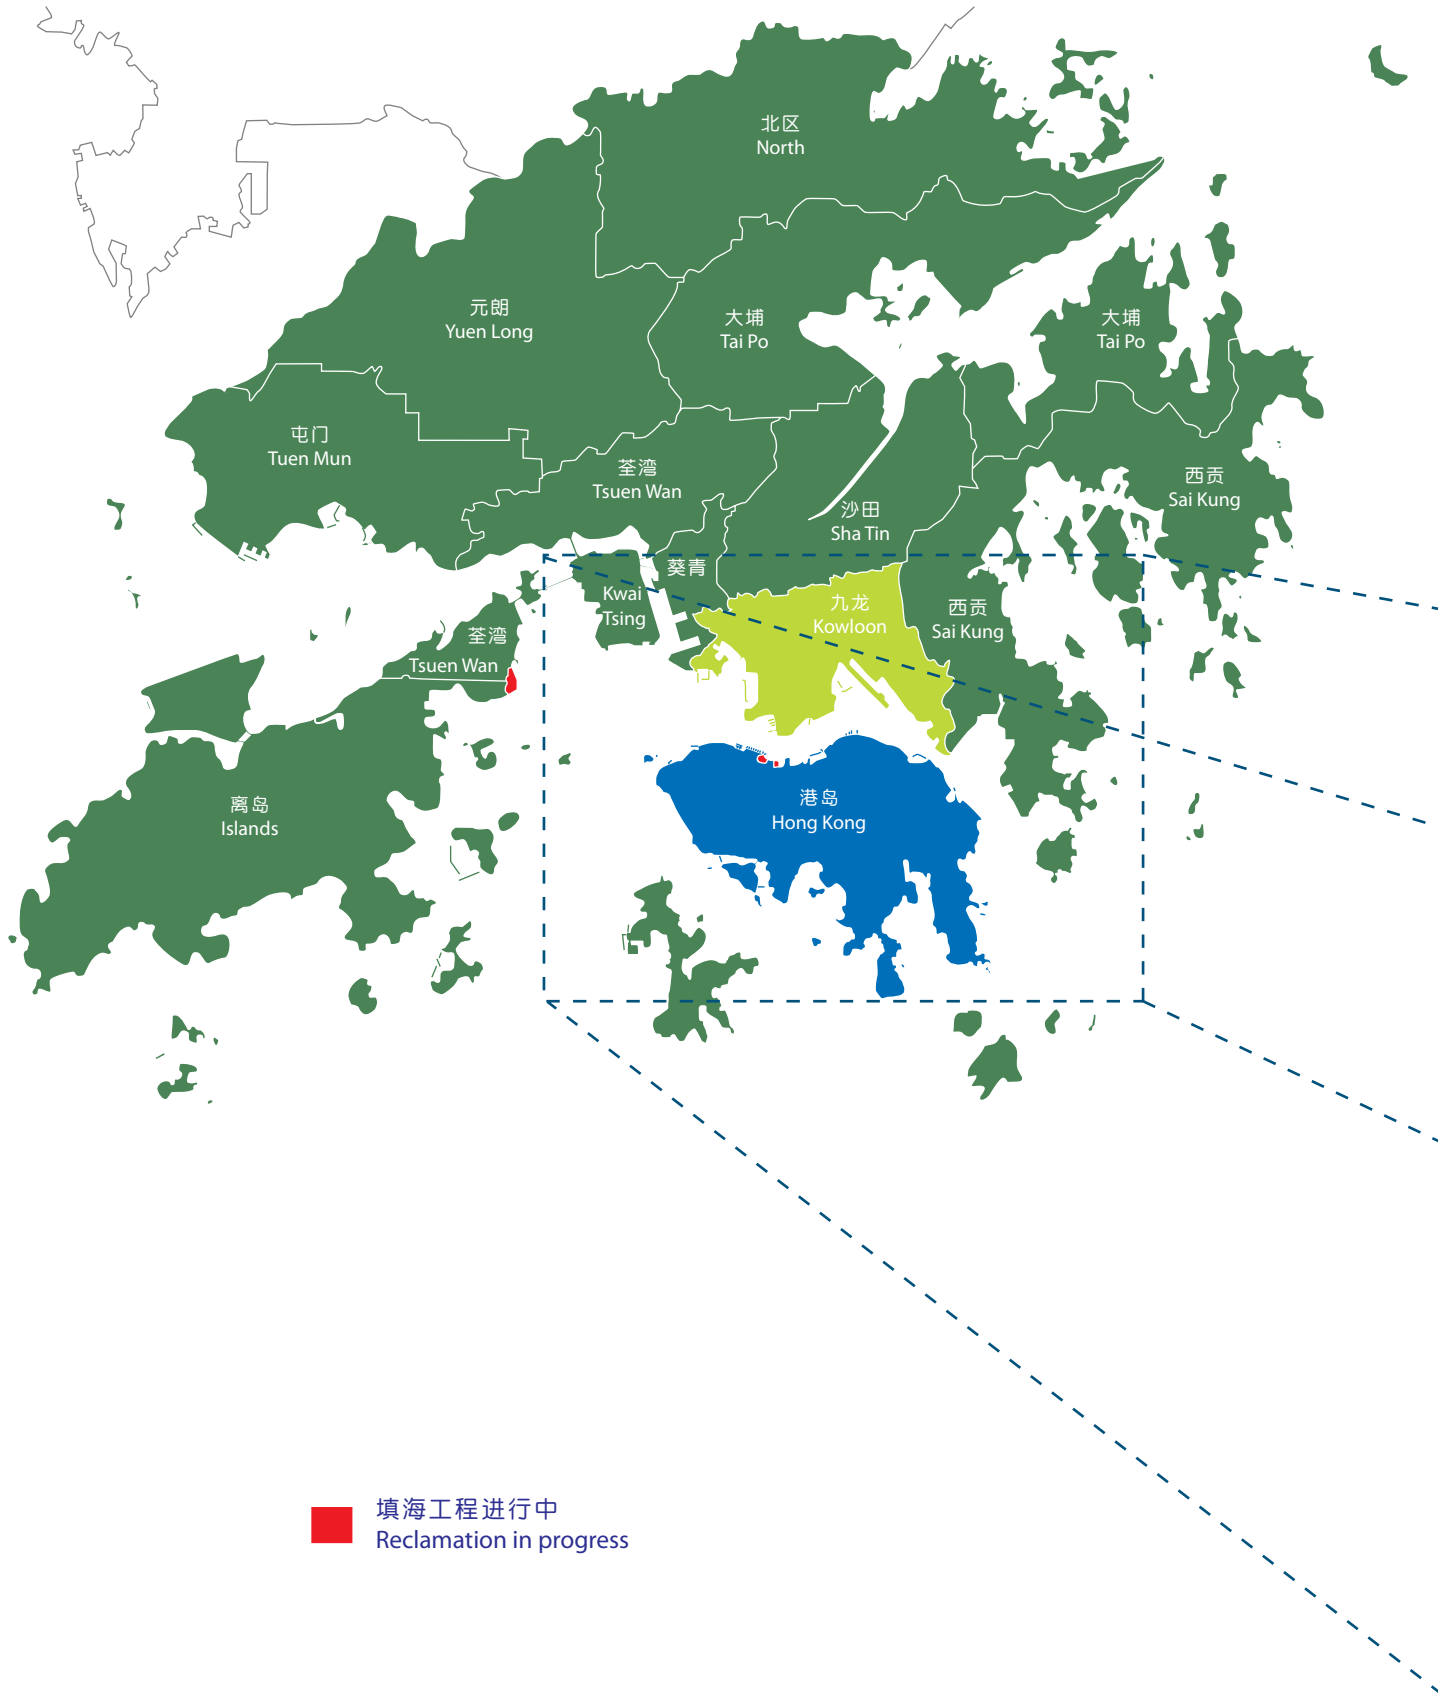 北区
North
元朗
Yuen Long
大埔
Tai Po
大埔
Tai Po
屯门
Tuen Mun
荃湾
Tsuen Wan
西贡
Sai Kung
沙田
Sha Tin
葵青
Kwai
Tsing
九龙
Kowloon
西贡
Sai Kung
荃湾
Tsuen Wan
离岛
Islands
港岛
Hong Kong
填海工程进行中
Reclamation in progress